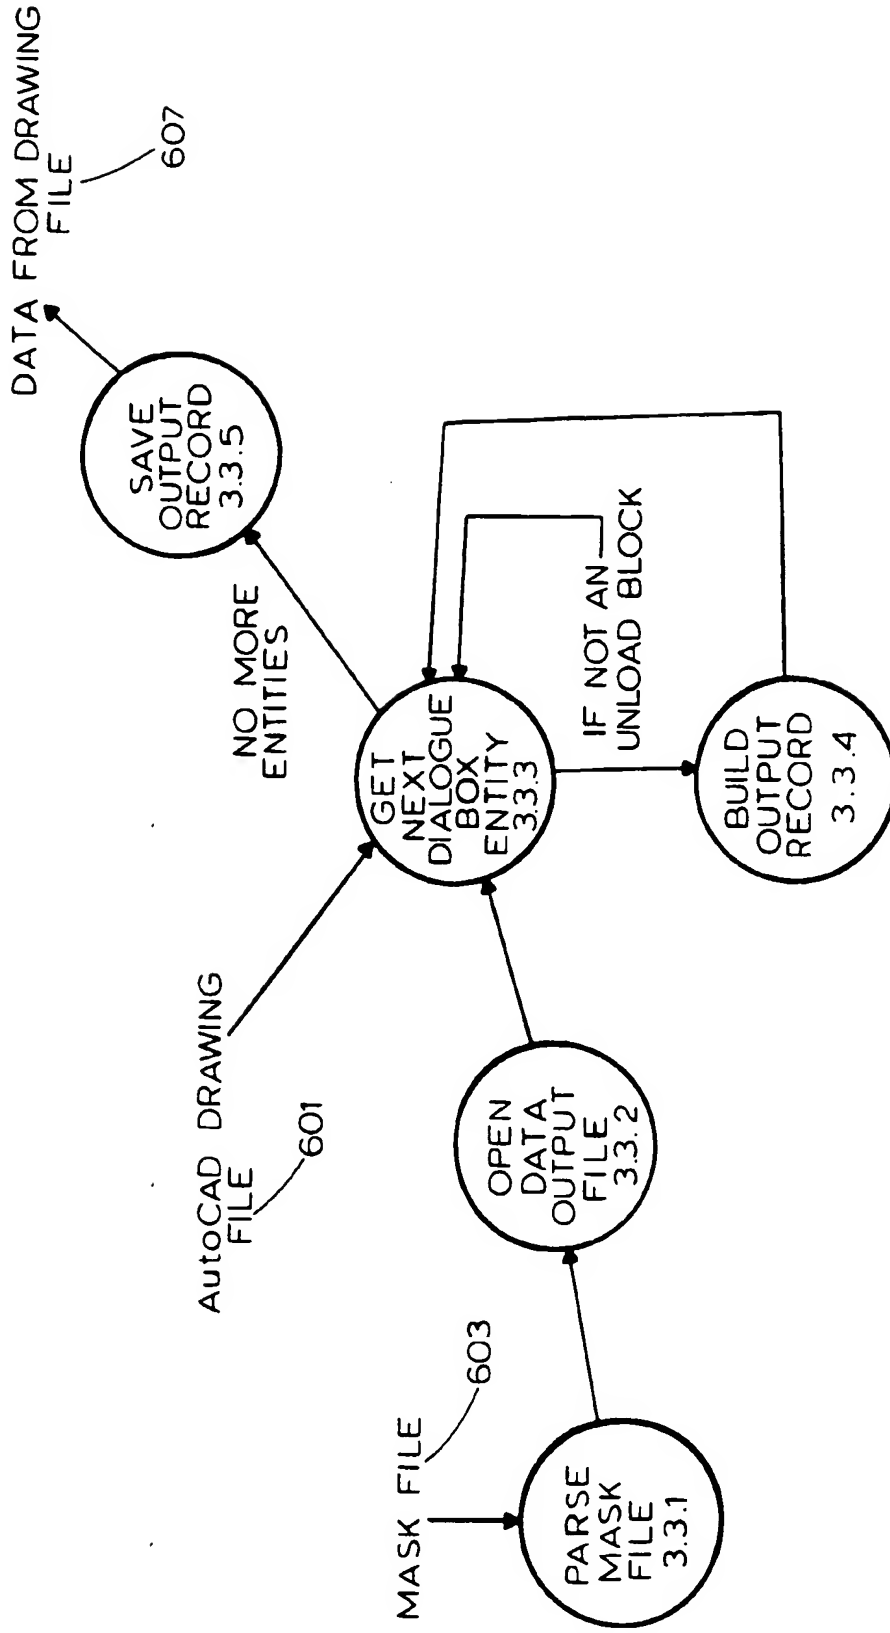 MASK FILE
603
PARSE
MASK
FILE
3.3.1
OPEN
DATA
OUTPUT
FILE
3.3.2
AutoCAD DRAWING
FILE
601
GET
NEXT
DIALOGUE
BOX
ENTITY
3.3.3
IF NOT AN
UNLOAD BLOCK
BUILD
OUTPUT
RECORD
3.3.4
NO MORE
ENTITIES
SAVE
OUTPUT
RECORD
3.3.5
DATA FROM DRAWING
FILE
607